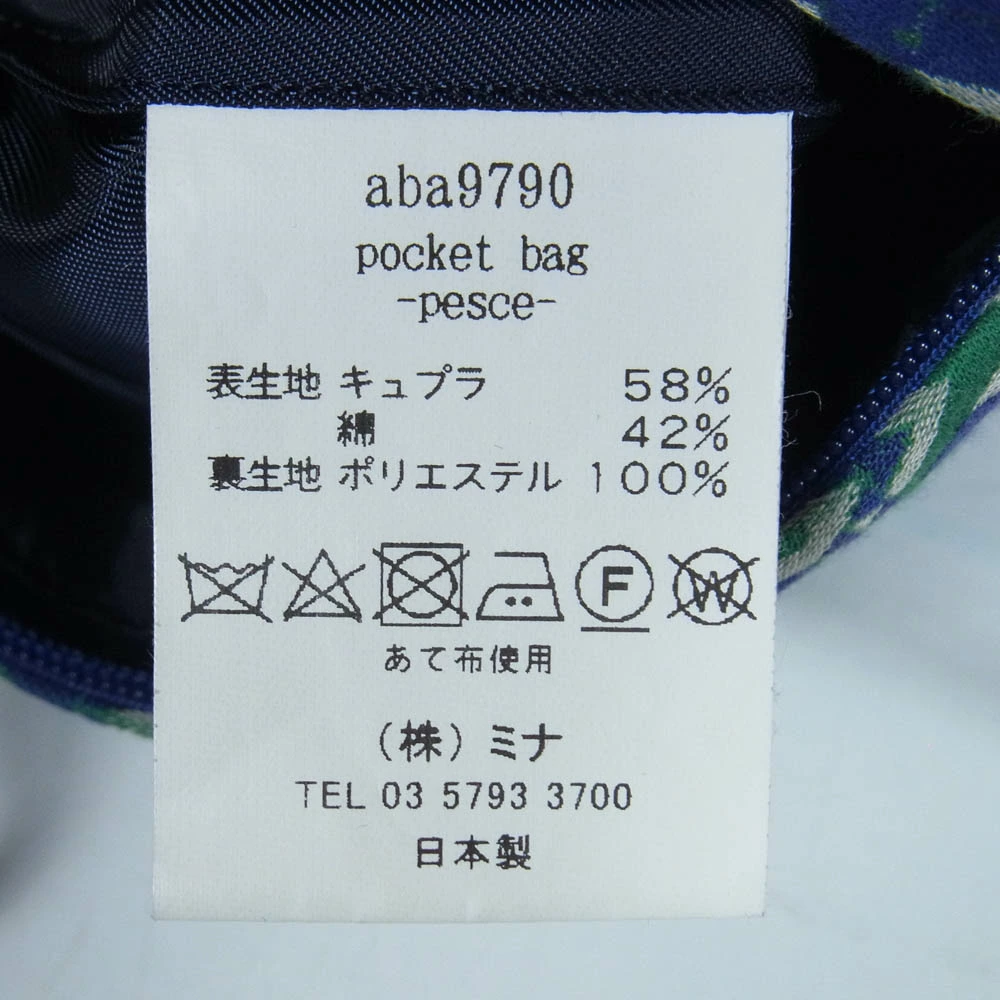 aba9790
pocket bag
-pesce-
表生地 キュプラ 58%
綿 42%
裏生地 ポリエステル 100%
F W
あて布使用
(株)ミナ
TEL 03 5793 3700
日本製